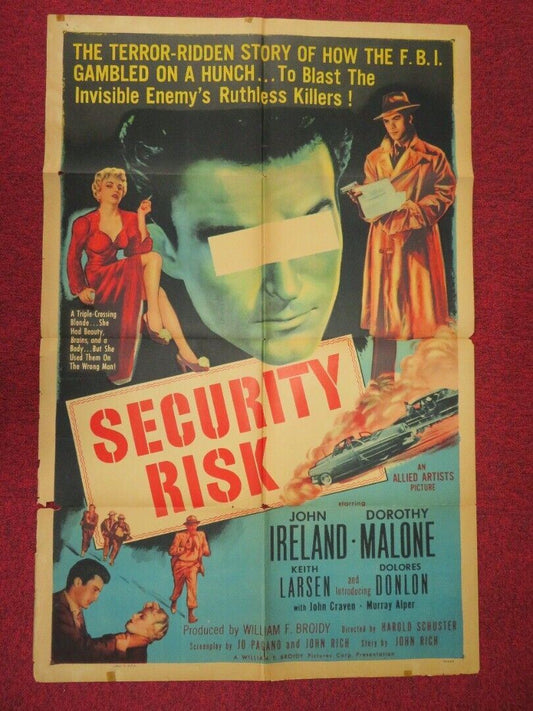 THE TERROR-RIDDEN STORY OF HOW THE F.B.I.
GAMBLED ON A HUNCH...To Blast The
Invisible Enemy's Ruthless Killers!
A Triple-Crossing
Blonde...She
Had Beauty,
Brains, and a
Body...But She
Used Them On
The Wrong Man!
SECURITY
RISK
AN
ALLIED ARTISTS
PICTURE
starring
JOHN DOROTHY
IRELAND · MALONE
KEITH DOLORES
LARSEN and Introducing DONLON
with John Craven - Murray Alper
Produced by WILLIAM F. BROIDY Directed by HAROLD SCHUSTER
Screenplay by JO PAGANO and JOHN RICH Story by JOHN RICH
A WILLIAM F. BROIDY Pictures Corp. Presentation